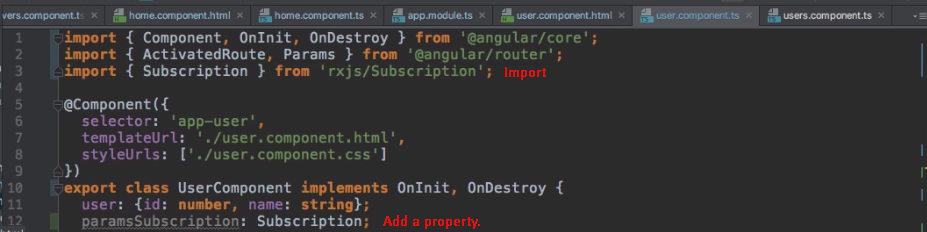 vers.component.ts home.component.html home.component.ts app.module.ts user.component.html user.component.ts users.component.ts
1 import { Component, OnInit, OnDestroy } from '@angular/core';
2 import { ActivatedRoute, Params } from '@angular/router';
3 import { Subscription } from 'rxjs/Subscription'; import
4
5 @Component({
6 selector: 'app-user',
7 templateUrl: './user.component.html',
8 styleUrls: ['./user.component.css']
9 })
10 export class UserComponent implements OnInit, OnDestroy {
11 user: {id: number, name: string};
12 paramsSubscription: Subscription; Add a property.